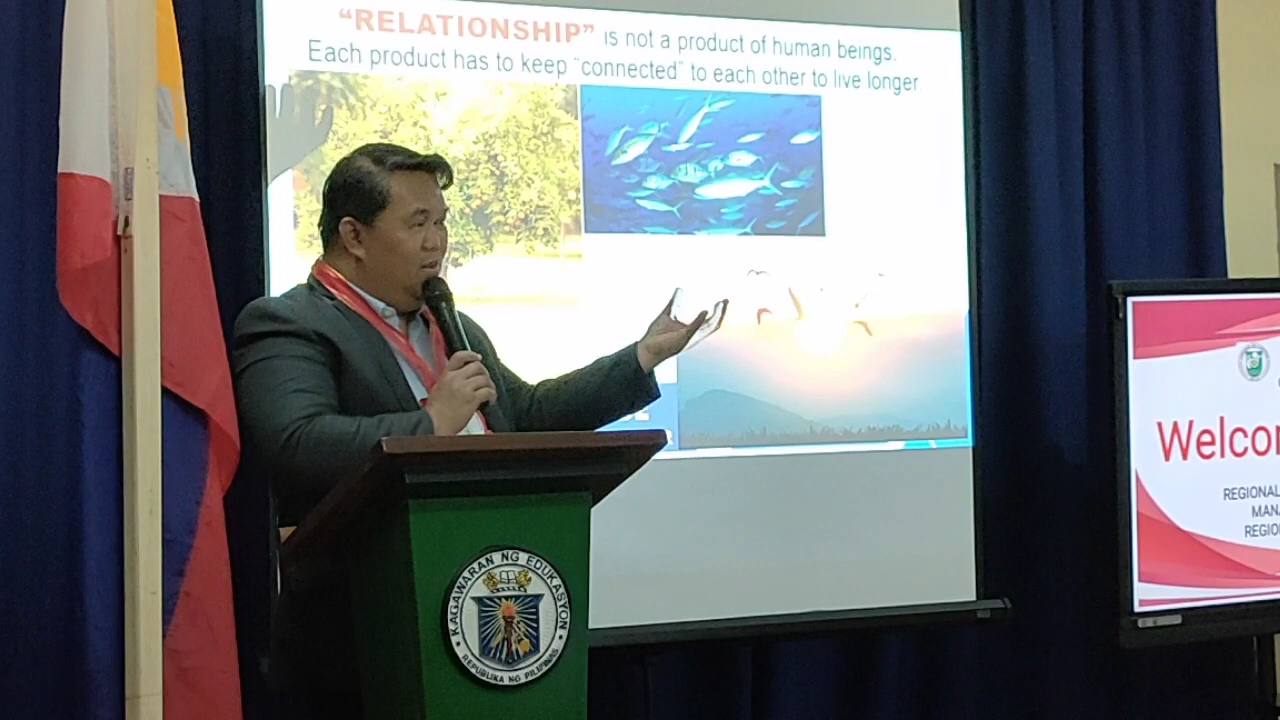 “RELATIONSHIP” is not a product of human beings.
Each product has to keep “connected” to each other to live longer.
KAGAWARAN NG EDUKASYON
REPUBLIKA NG PILIPINAS
Welco
REGIONAL
MANA
REGIO